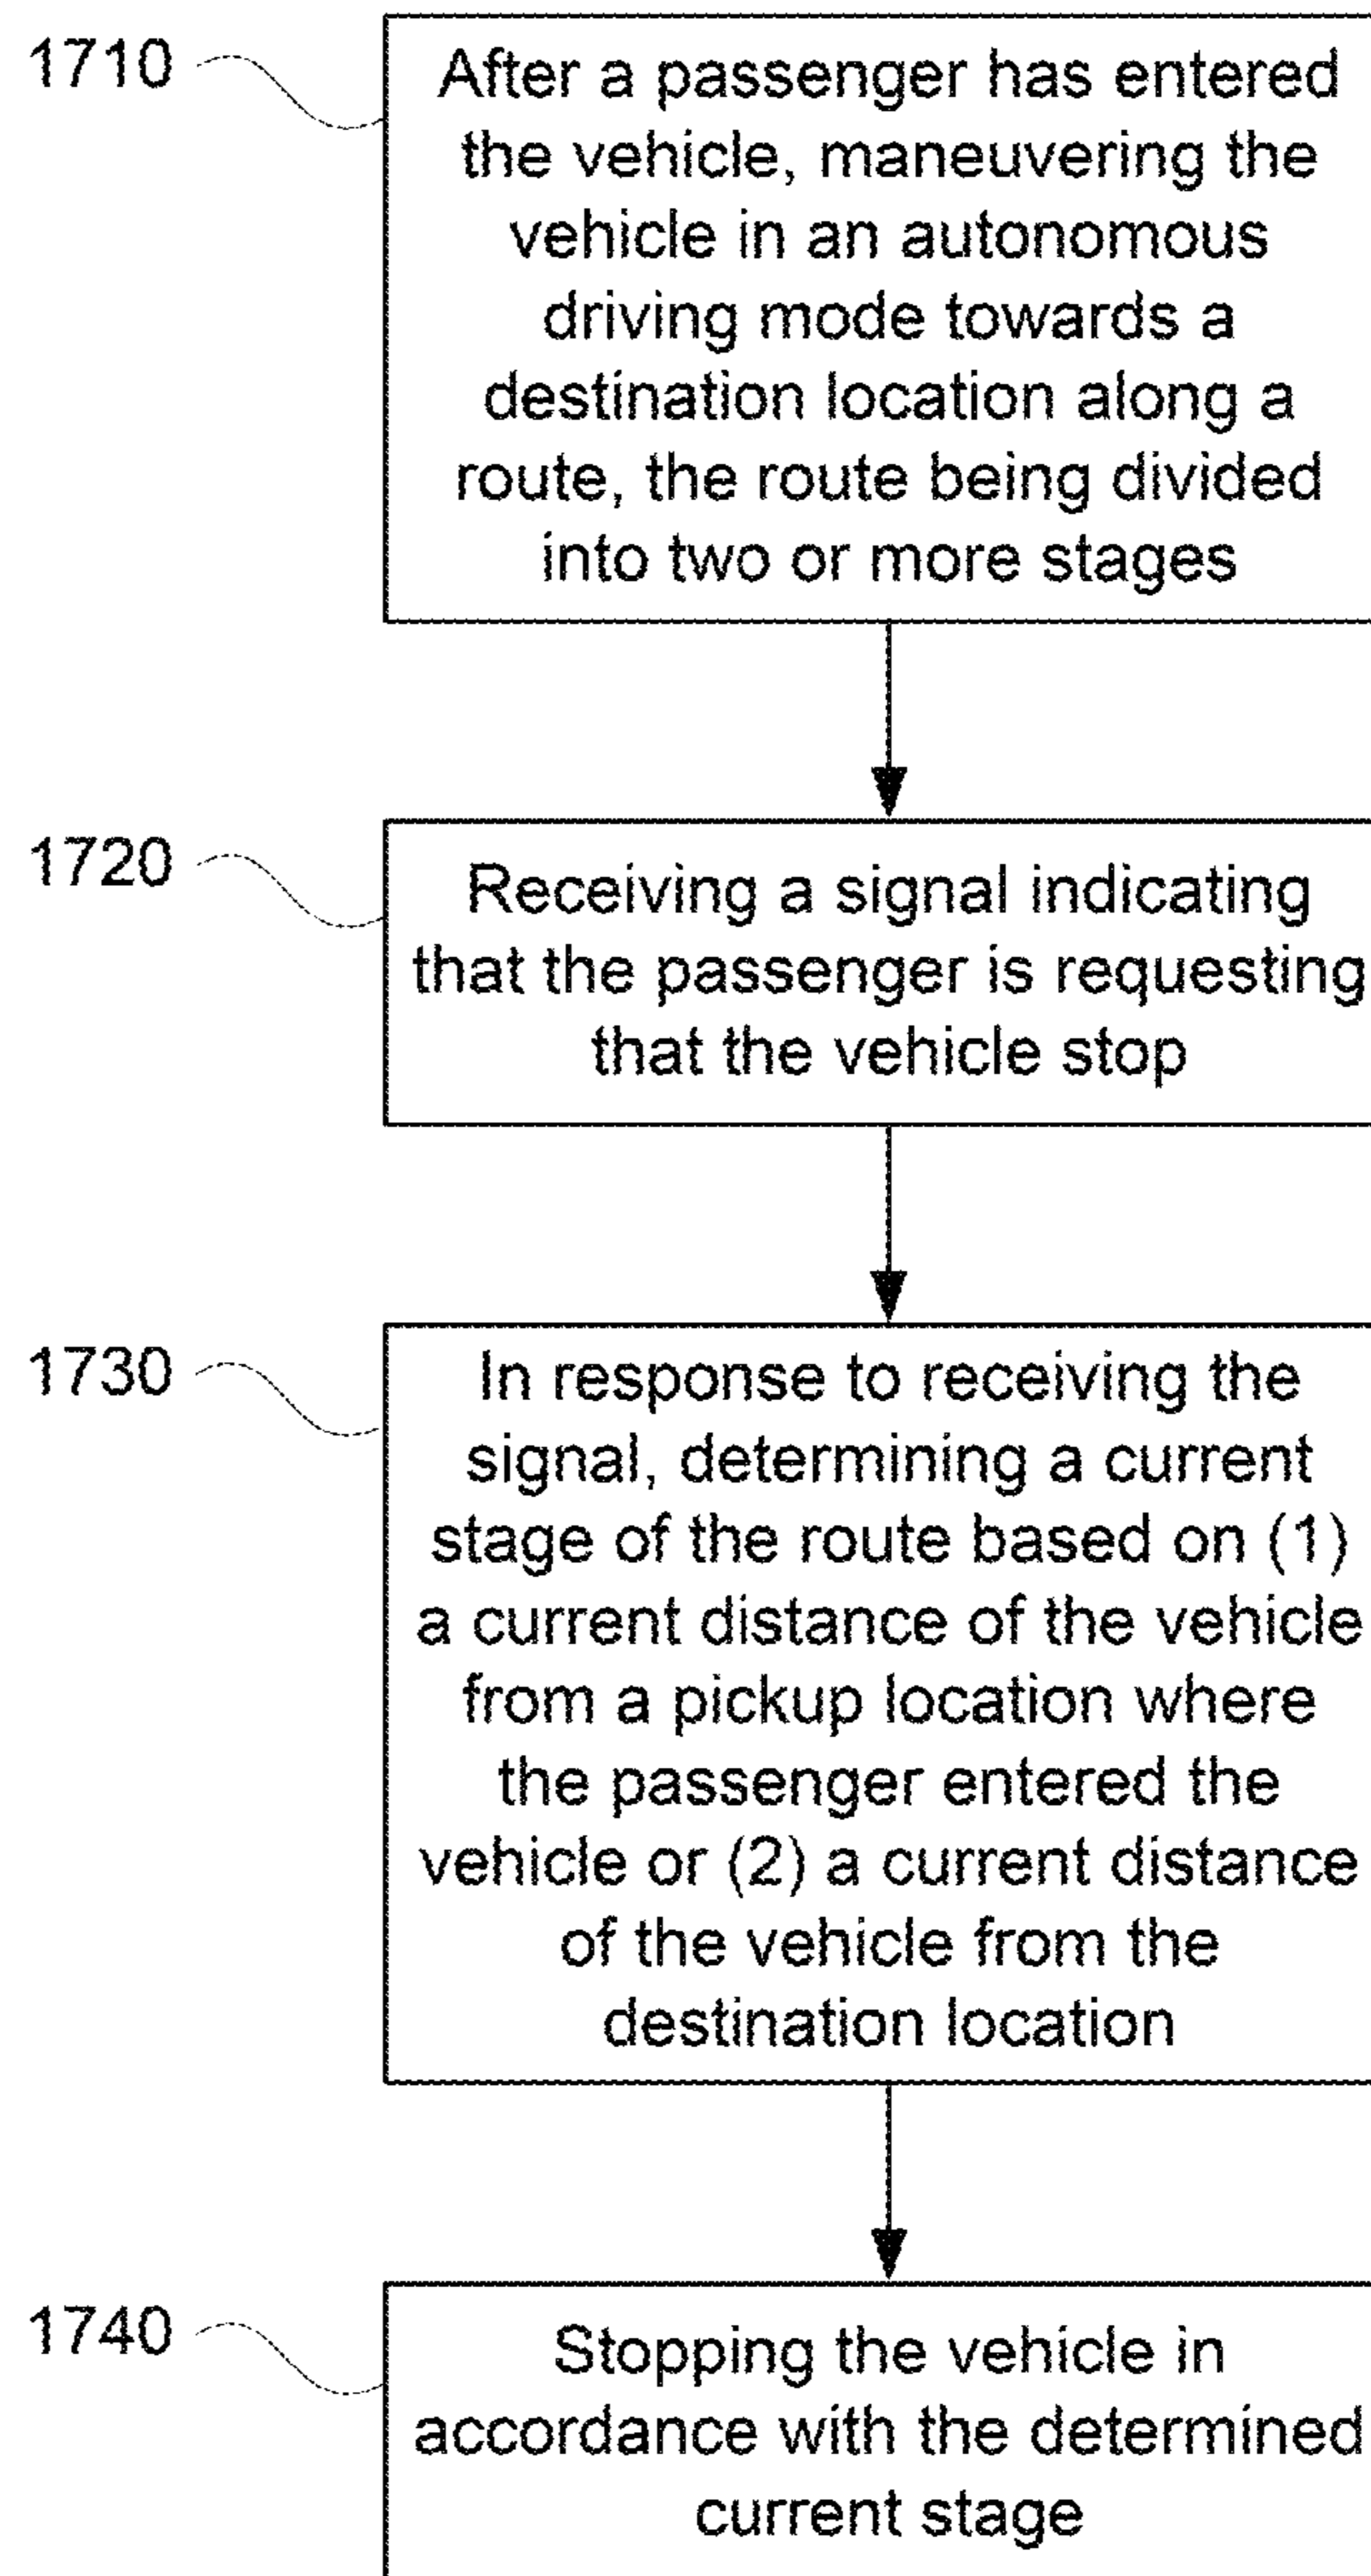 1710
After a passenger has entered
the vehicle, maneuvering the
vehicle in an autonomous
driving mode towards a
destination location along a
route, the route being divided
into two or more stages
1720
Receiving a signal indicating
that the passenger is requesting
that the vehicle stop
1730
In response to receiving the
signal, determining a current
stage of the route based on (1)
a current distance of the vehicle
from a pickup location where
the passenger entered the
vehicle or (2) a current distance
of the vehicle from the
destination location
1740
Stopping the vehicle in
accordance with the determined
current stage